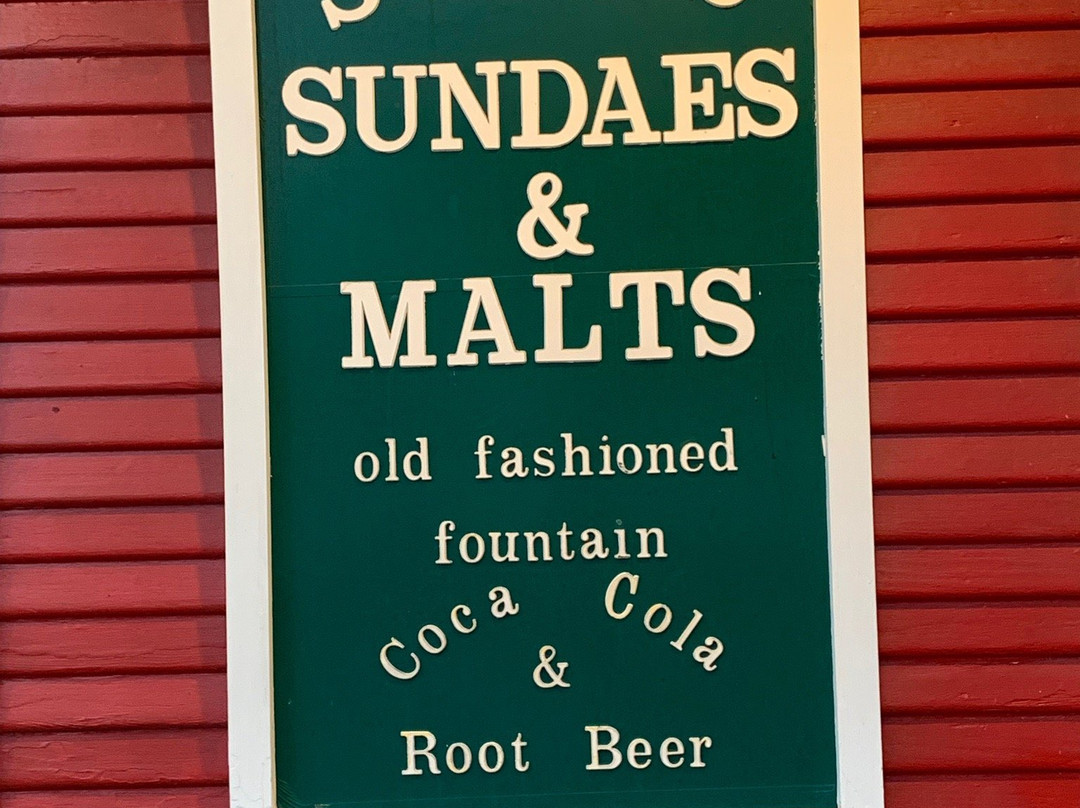 SUNDAES
&
MALTS
old fashioned
fountain
Coca Cola
&
Root Beer